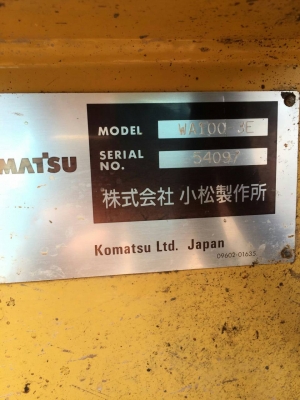 MATSU
MODEL WA100 3E
SERIAL NO. 54097
株式会社 小松製作所
Komatsu Ltd. Japan
09602-01635